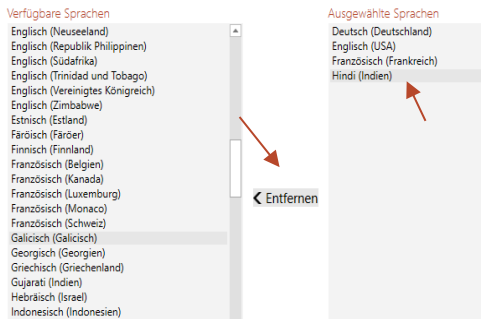 Verfügbare Sprachen
Englisch (Neuseeland)
Englisch (Republik Philippinen)
Englisch (Südafrika)
Englisch (Trinidad und Tobago)
Englisch (Vereinigtes Königreich)
Englisch (Zimbabwe)
Estnisch (Estland)
Färöisch (Färöer)
Finnisch (Finnland)
Französisch (Belgien)
Französisch (Kanada)
Französisch (Luxemburg)
Französisch (Monaco)
Französisch (Schweiz)
Galicisch (Galicisch)
Georgisch (Georgien)
Griechisch (Griechenland)
Gujarati (Indien)
Hebräisch (Israel)
Indonesisch (Indonesien)
Entfernen
Ausgewählte Sprachen
Deutsch (Deutschland)
Englisch (USA)
Französisch (Frankreich)
Hindi (Indien)